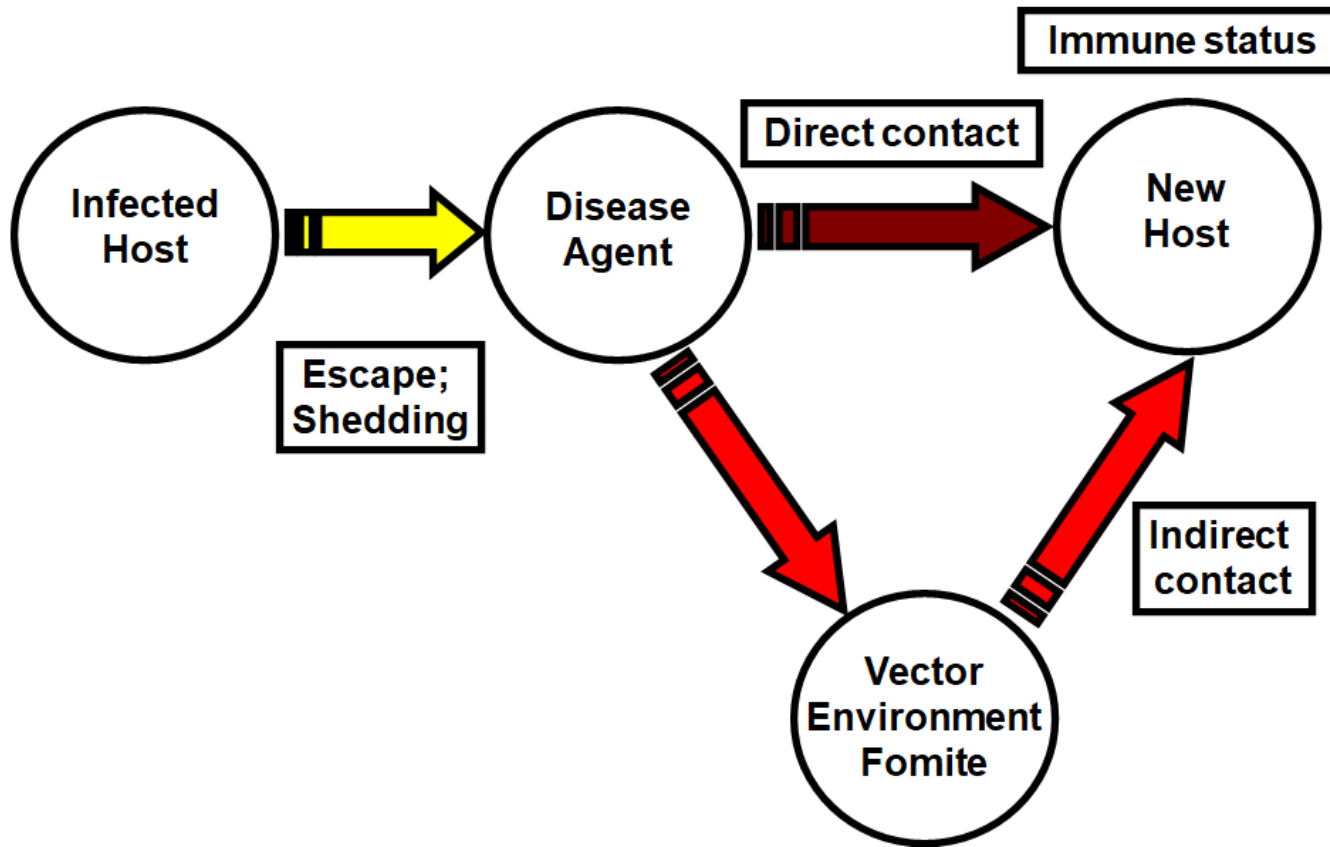 Immune status
Direct contact
Infected
Host
Disease
Agent
New
Host
Escape;
Shedding
Indirect
contact
Vector
Environment
Fomite